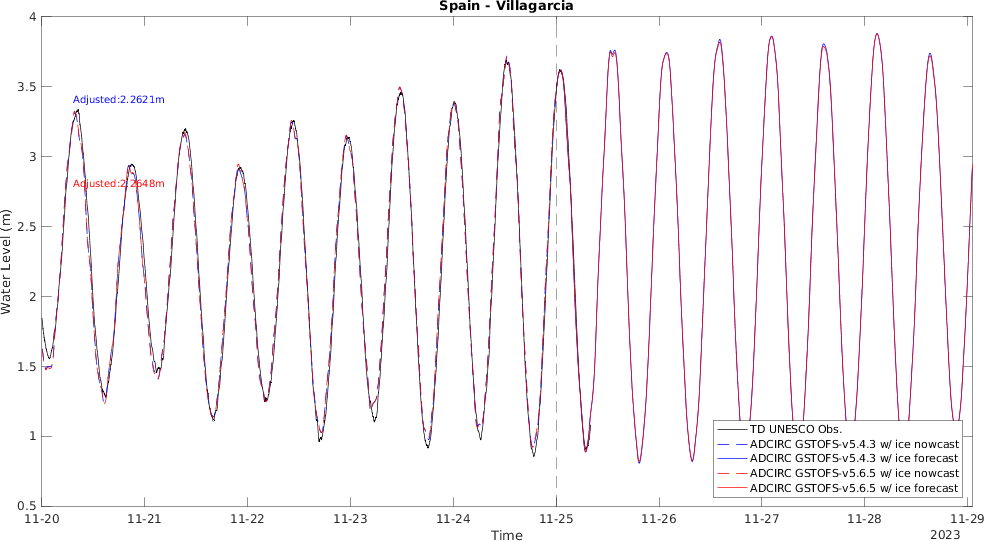 Spain - Villagarcia
4
3.5
3
2.5
2
1.5
1
0.5
Water Level (m)
Adjusted:2.2621m
Adjusted:2.2648m
TD UNESCO Obs.
ADCIRC GSTOFS-v5.4.3 w/ ice nowcast
ADCIRC GSTOFS-v5.4.3 w/ ice forecast
ADCIRC GSTOFS-v5.6.5 w/ ice nowcast
ADCIRC GSTOFS-v5.6.5 w/ ice forecast
11-20 11-21 11-22 11-23 11-24 11-25 11-26 11-27 11-28 11-29
Time
2023